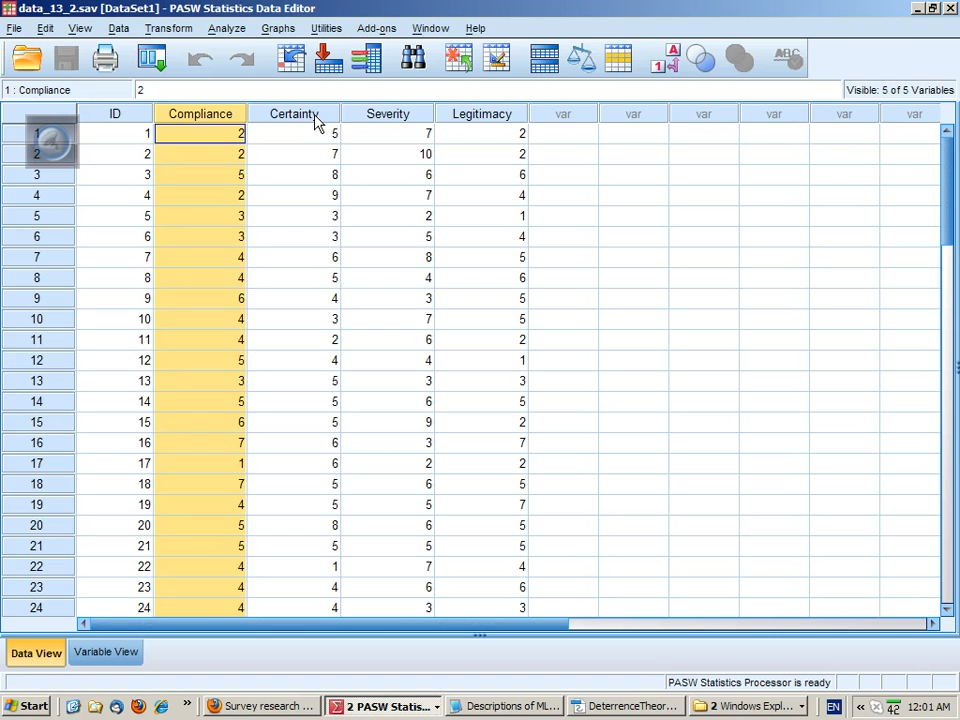 data_13_2.sav [DataSet1] - PASW Statistics Data Editor
File Edit View Data Transform Analyze Graphs Utilities Add-ons Window Help
1 : Compliance 2 Visible: 5 of 5 Variables
ID Compliance Certainty Severity Legitimacy var var var var var var
1 1 2 5 7 2
2 2 2 7 10 2
3 3 5 8 6 6
4 4 2 9 7 4
5 5 3 3 2 1
6 6 3 3 5 4
7 7 4 6 8 5
8 8 4 5 4 6
9 9 6 4 3 5
10 10 4 3 7 5
11 11 4 2 6 2
12 12 5 4 4 1
13 13 3 5 3 3
14 14 5 5 6 5
15 15 6 5 9 2
16 16 7 6 3 7
17 17 1 6 2 2
18 18 7 5 6 5
19 19 4 5 5 7
20 20 5 8 6 5
21 21 5 5 5 5
22 22 4 1 7 4
23 23 4 4 6 6
24 24 4 4 3 3
Data View Variable View
PASW Statistics Processor is ready
Start » Survey research ... 2 PASW Statis... Descriptions of ML... DeterrenceTheor... 2 Windows Expl... EN « 42 12:01 AM